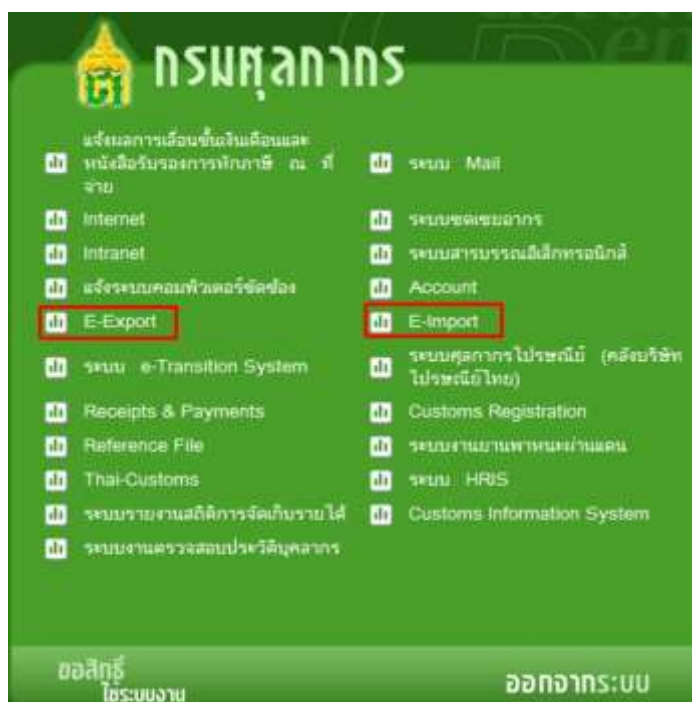 กรมศุลกากร
แจ้งผลการเลื่อนขั้นเงินเดือนและ
หนังสือรับรองการหักภาษี ณ ที่
จ่าย
ระบบ Mail
Internet
ระบบชดเชยอากร
Intranet
ระบบสารบรรณอิเล็กทรอนิกส์
แจ้งระบบคอมพิวเตอร์ขัดข้อง
Account
E-Export
E-Import
ระบบ e-Transition System
ระบบศุลกากรไปรษณีย์ (คลังบริษัท
ไปรษณีย์ไทย)
Receipts & Payments
Customs Registration
Reference File
ระบบงานยานพาหนะผ่านแดน
Thai-Customs
ระบบ HRIS
ระบบรายงานสถิติการจัดเก็บรายได้
Customs Information System
ระบบงานตรวจสอบประวัติบุคลากร
ขอสิทธิ์
ใช้ระบบงาน
ออกจากระบบ